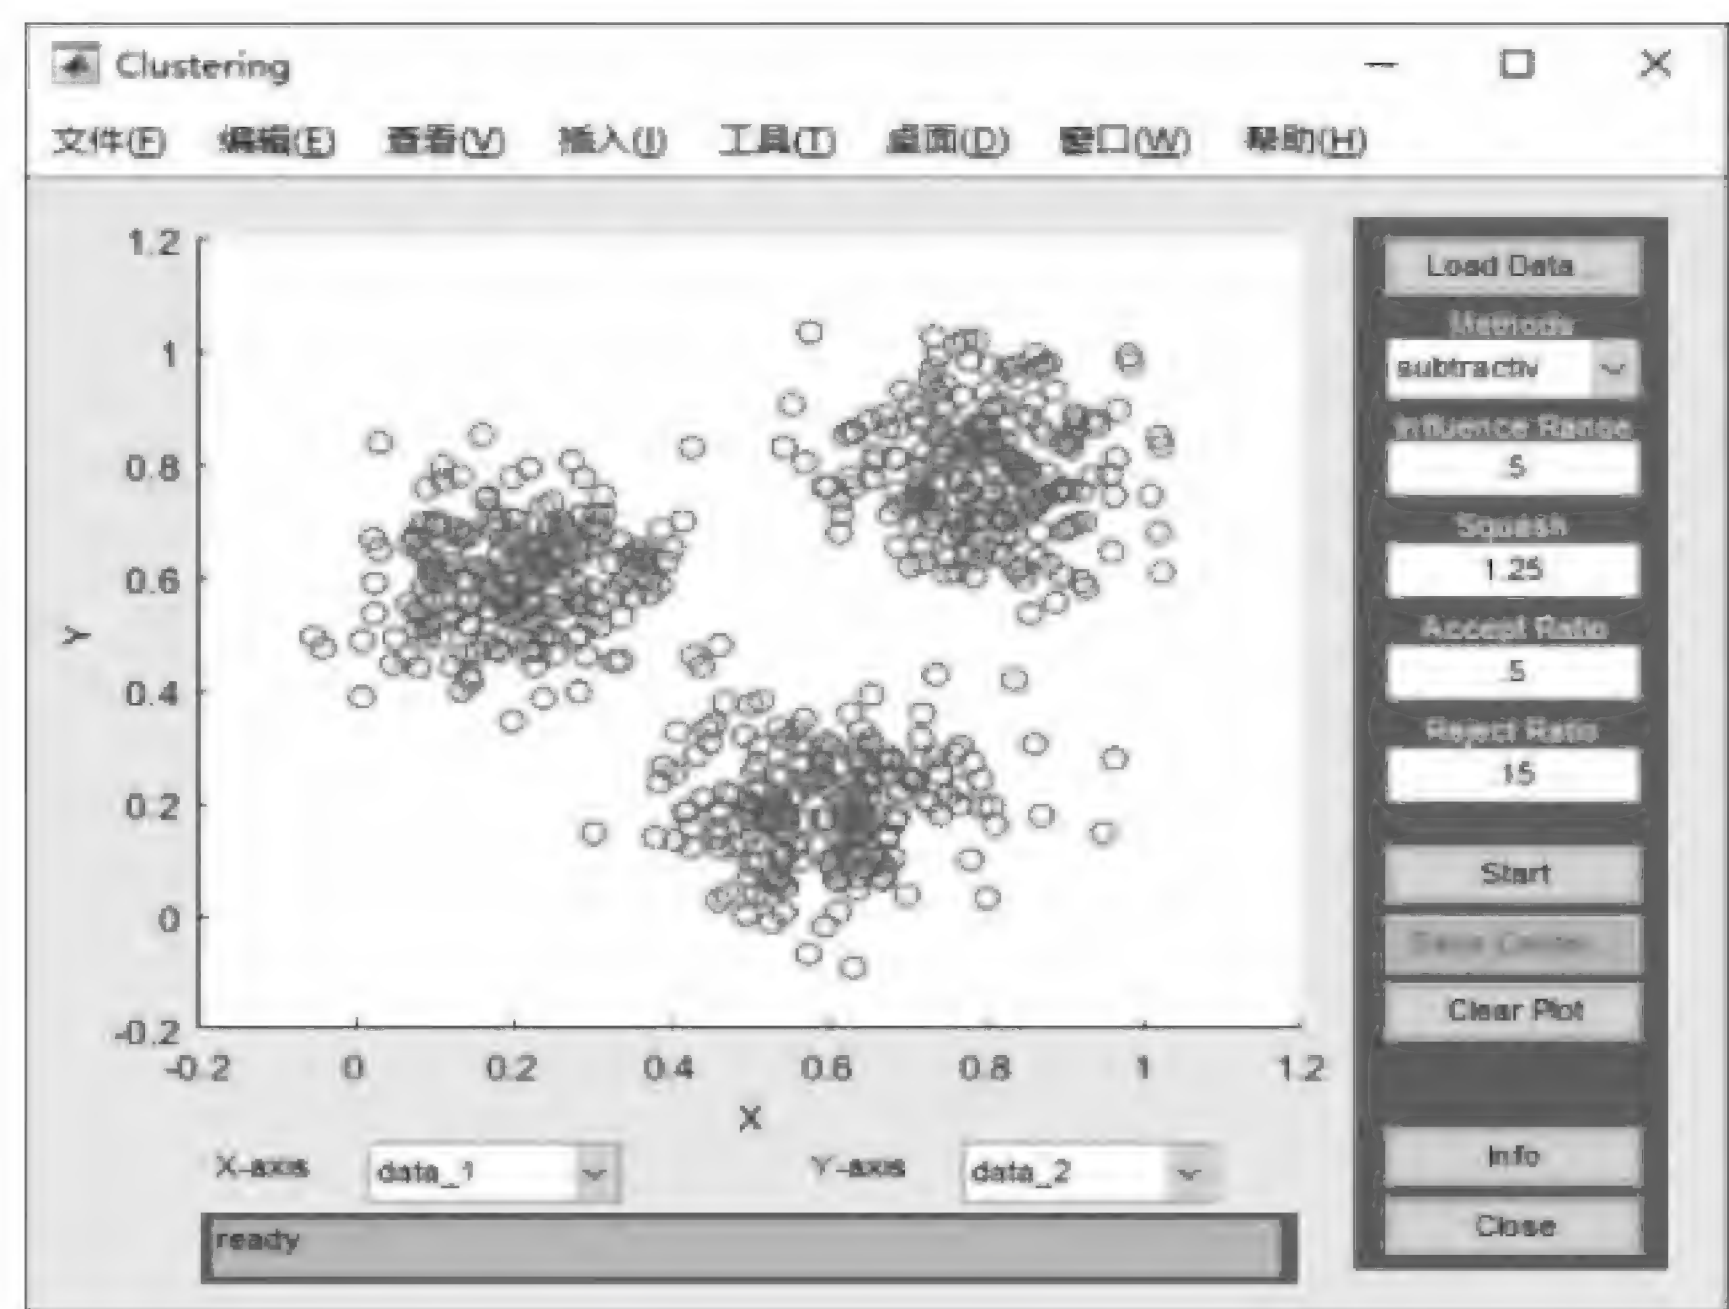 Clustering
文件(F) 编辑(E) 查看(V) 插入(I) 工具(T) 桌面(D) 窗口(W) 帮助(H)
1.2
1
0.8
0.6
0.4
0.2
0
-0.2
Y
-0.2 0 0.2 0.4 0.6 0.8 1 1.2
X
X-axis data_1 Y-axis data_2
ready
Load Data...
Methods
subtractiv
Influence Range
.5
Squash
1.25
Accept Ratio
.5
Reject Ratio
.15
Start
Save Center...
Clear Plot
Info
Close